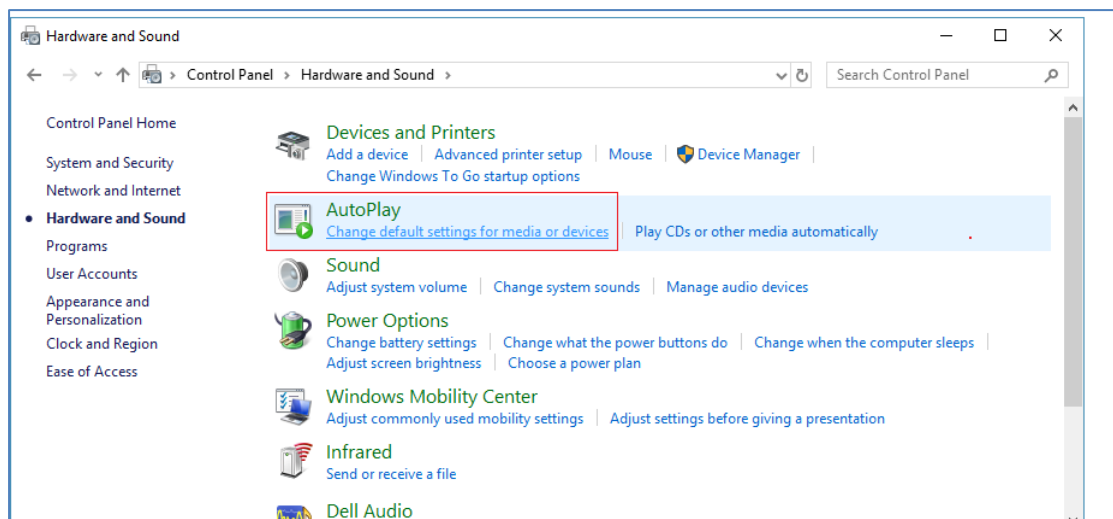 Hardware and Sound
Control Panel > Hardware and Sound >
Search Control Panel
Control Panel Home
System and Security
Network and Internet
Hardware and Sound
Programs
User Accounts
Appearance and
Personalization
Clock and Region
Ease of Access
Devices and Printers
Add a device | Advanced printer setup | Mouse | Device Manager |
Change Windows To Go startup options
AutoPlay
Change default settings for media or devices | Play CDs or other media automatically
Sound
Adjust system volume | Change system sounds | Manage audio devices
Power Options
Change battery settings | Change what the power buttons do | Change when the computer sleeps |
Adjust screen brightness | Choose a power plan
Windows Mobility Center
Adjust commonly used mobility settings | Adjust settings before giving a presentation
Infrared
Send or receive a file
Dell Audio